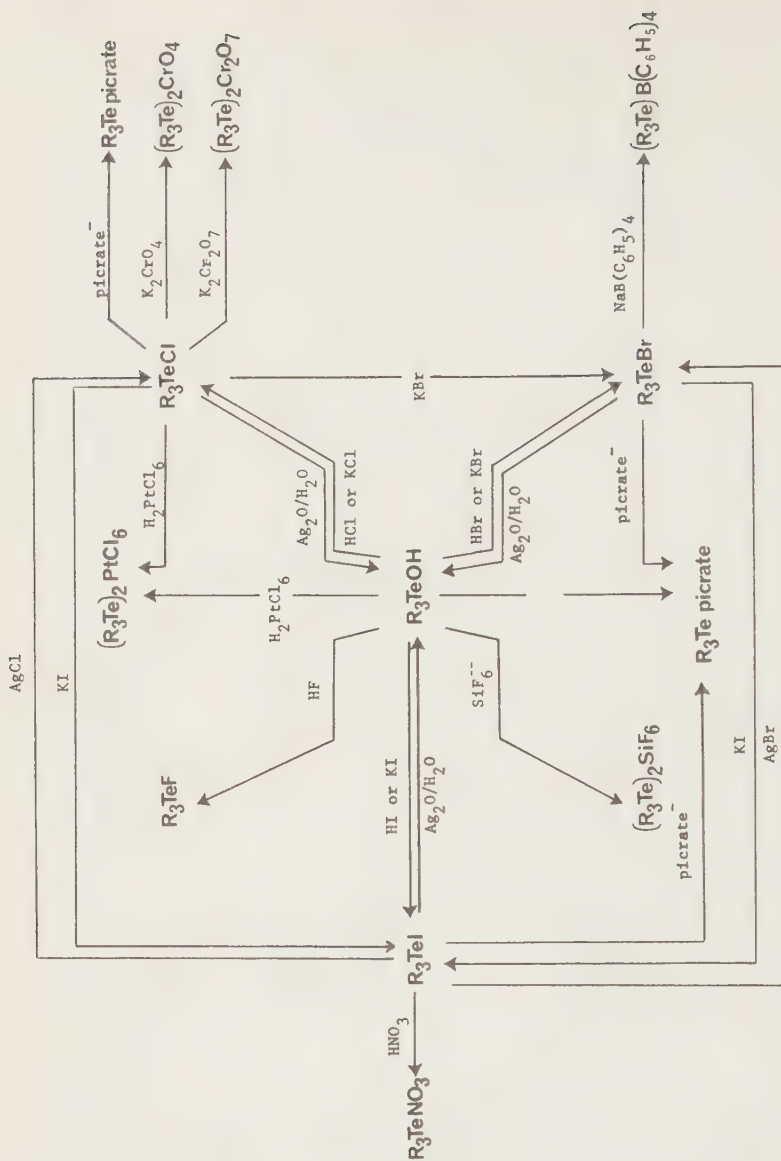 AgCl
KI
R3Te picrate
picrate-
(R3Te)2CrO4
K2CrO4
(R3Te)2Cr2O7
K2Cr2O7
R3TeCl
H2PtCl6
(R3Te)2PtCl6
R3TeF
HF
H2PtCl6
Ag2O/H2O
HCl or KCl
KBr
R3TeNO3
HNO3
R3TeI
HI or KI
Ag2O/H2O
R3TeOH
HBr or KBr
Ag2O/H2O
SiF6--
(R3Te)2SiF6
picrate-
R3Te picrate
picrate-
R3TeBr
NaB(C6H5)4
(R3Te)B(C6H5)4
KI
AgBr